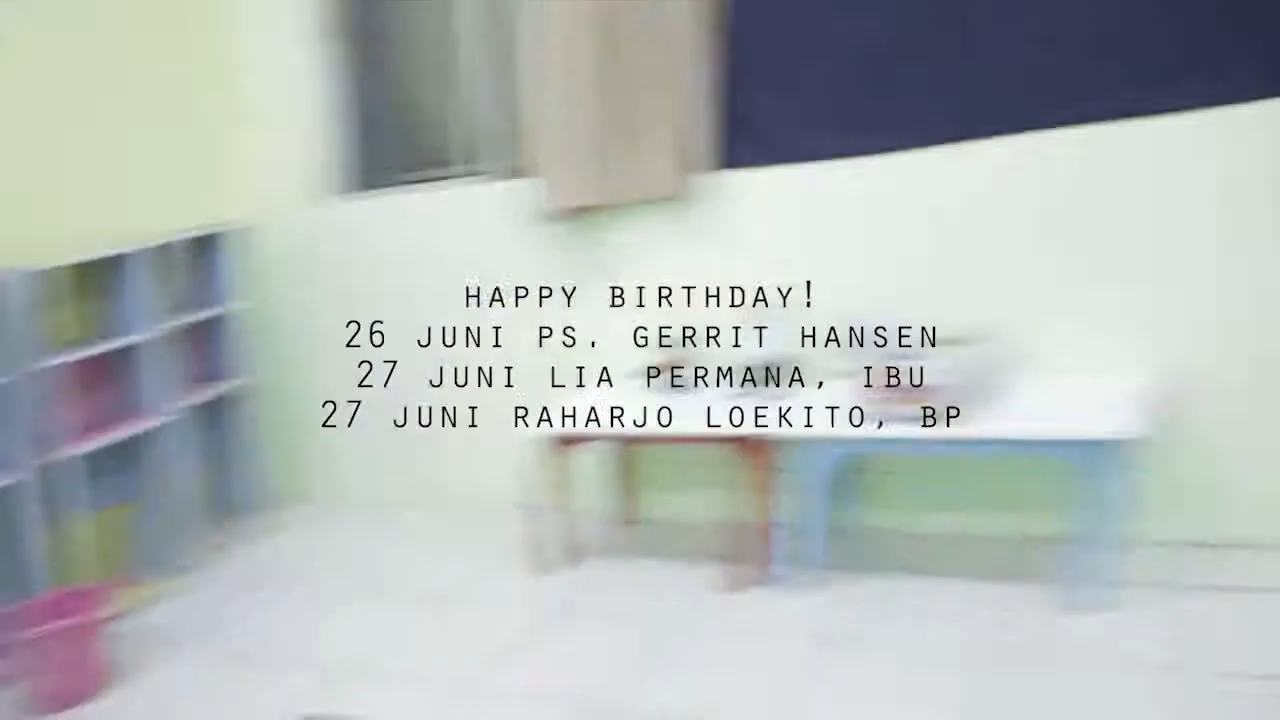 HAPPY BIRTHDAY!
26 JUNI PS. GERRIT HANSEN
27 JUNI LIA PERMANA, IBU
27 JUNI RAHARJO LOEKITO, BP